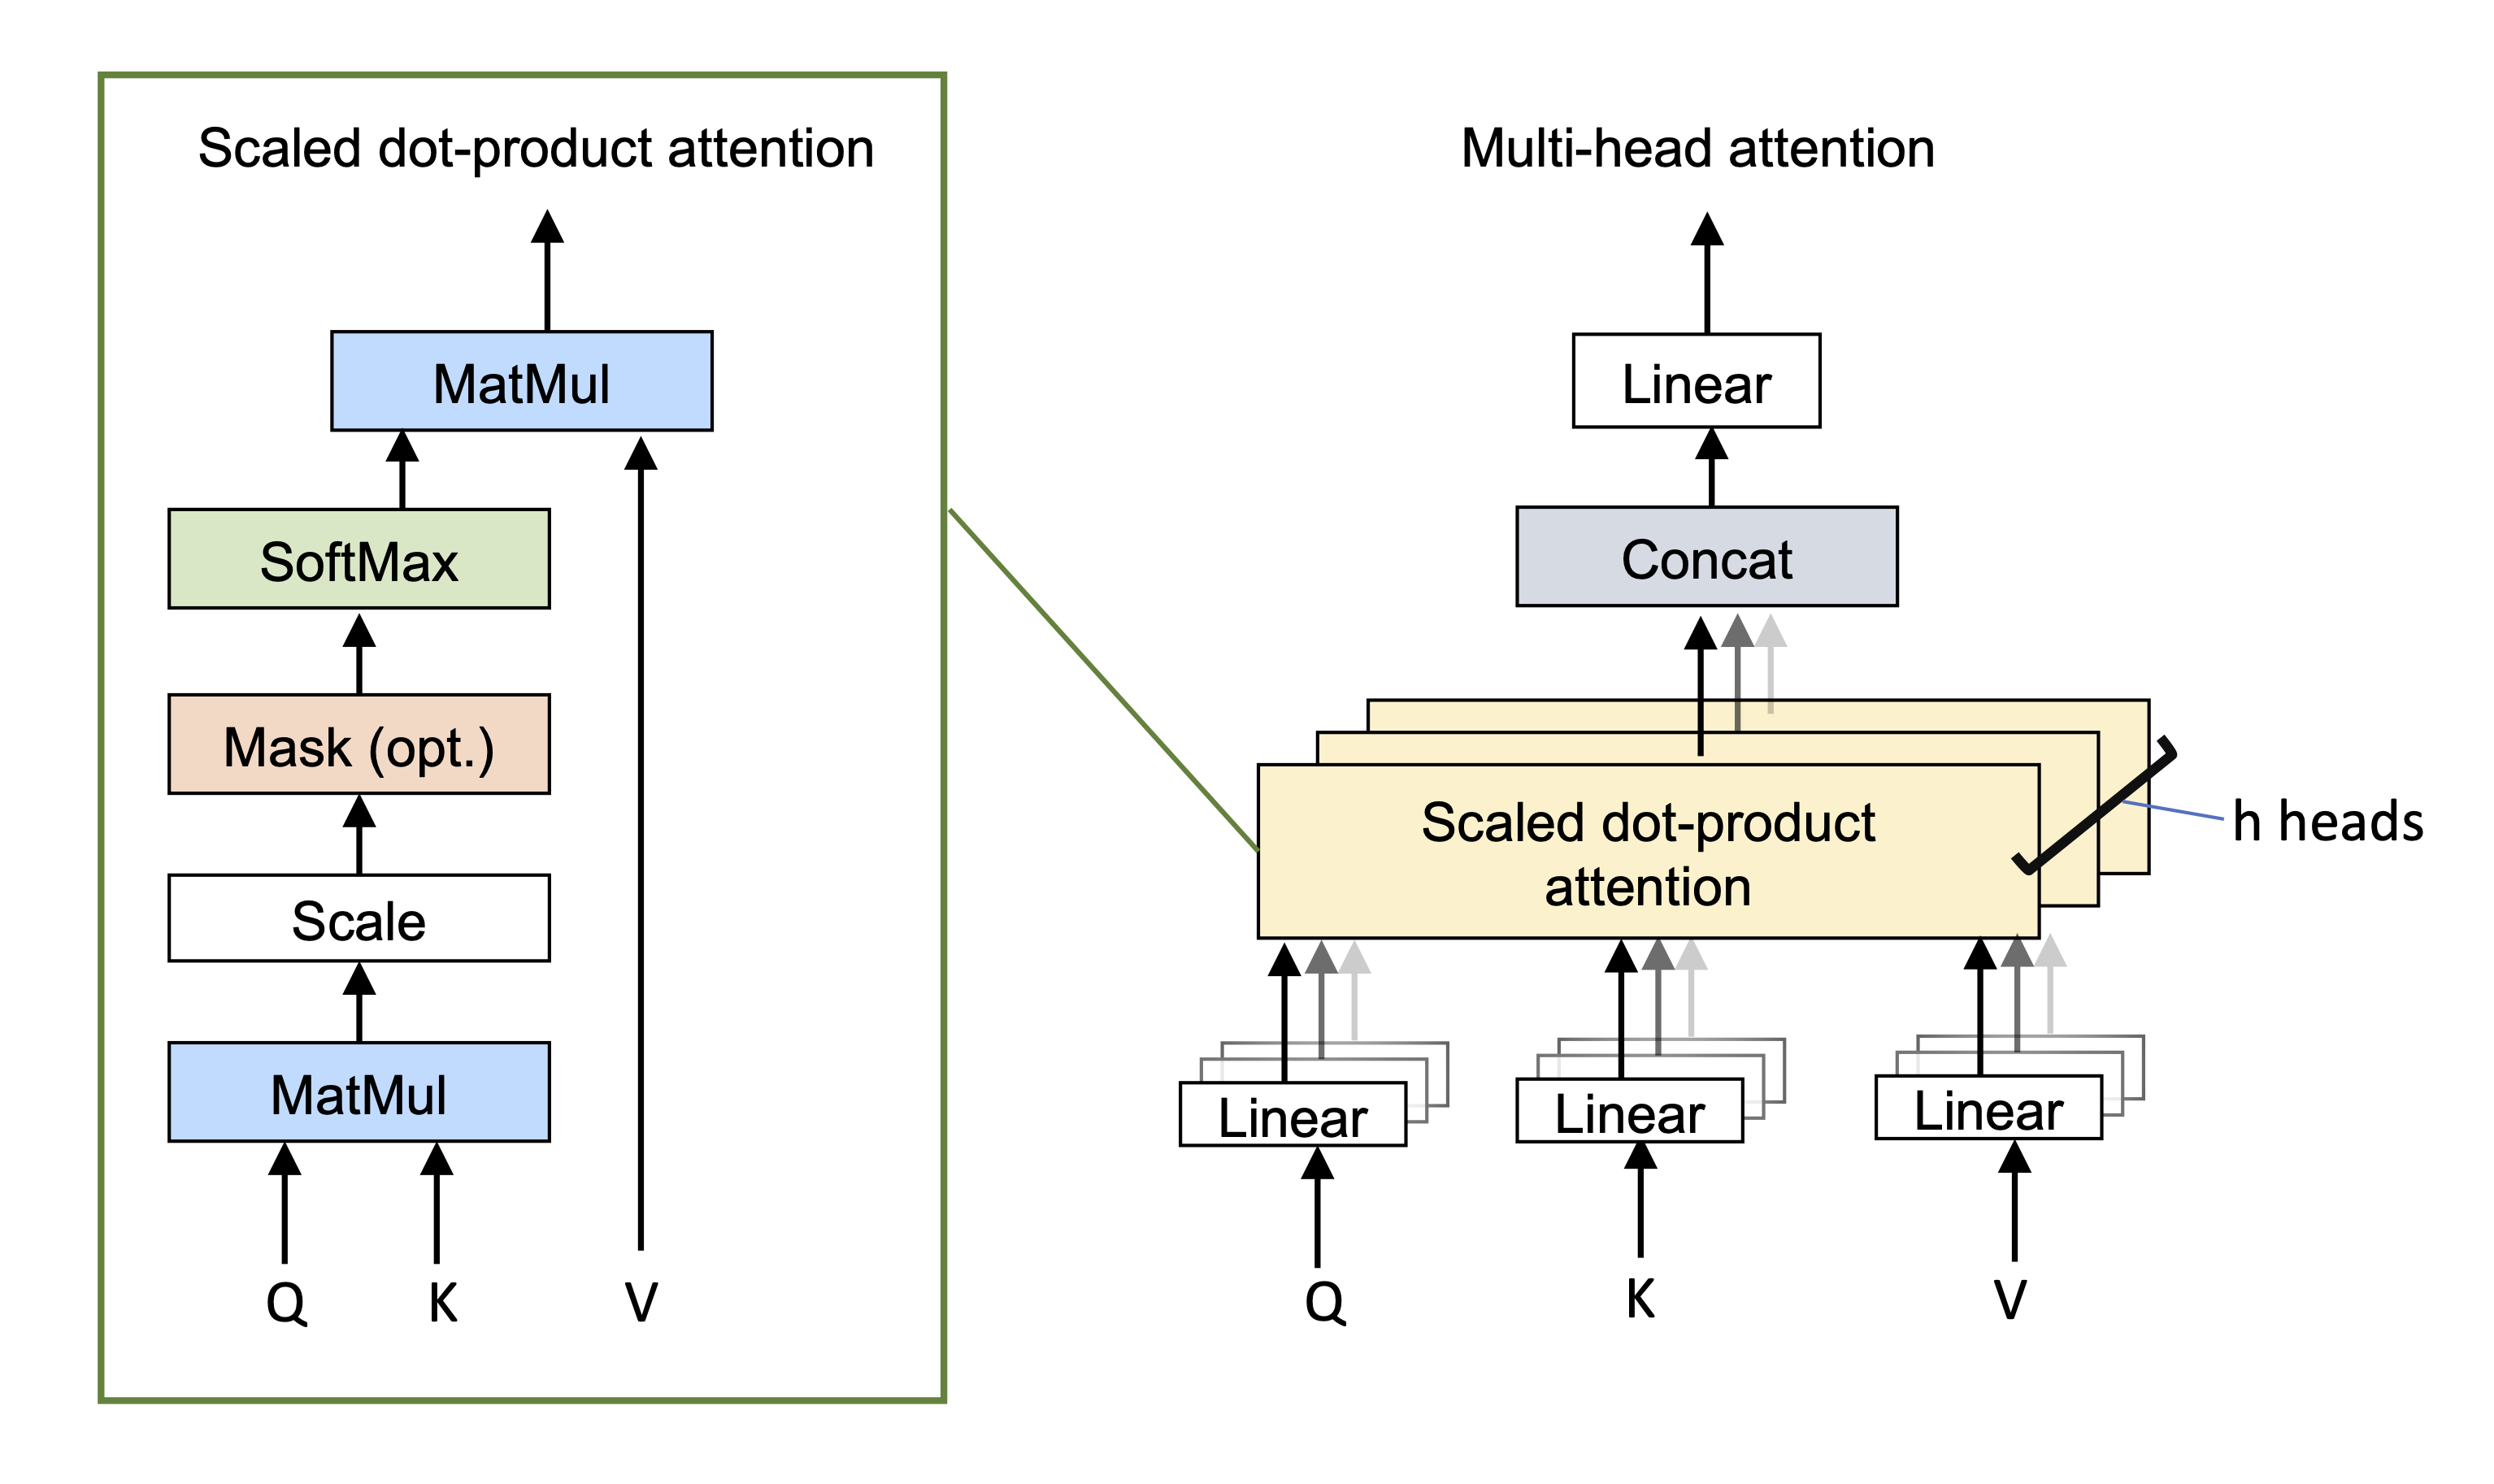 Scaled dot-product attention
MatMul
SoftMax
Mask (opt.)
Scale
MatMul
Q
K
V
Multi-head attention
Linear
Concat
Scaled dot-product
attention
h heads
Linear
Linear
Linear
Q
K
V